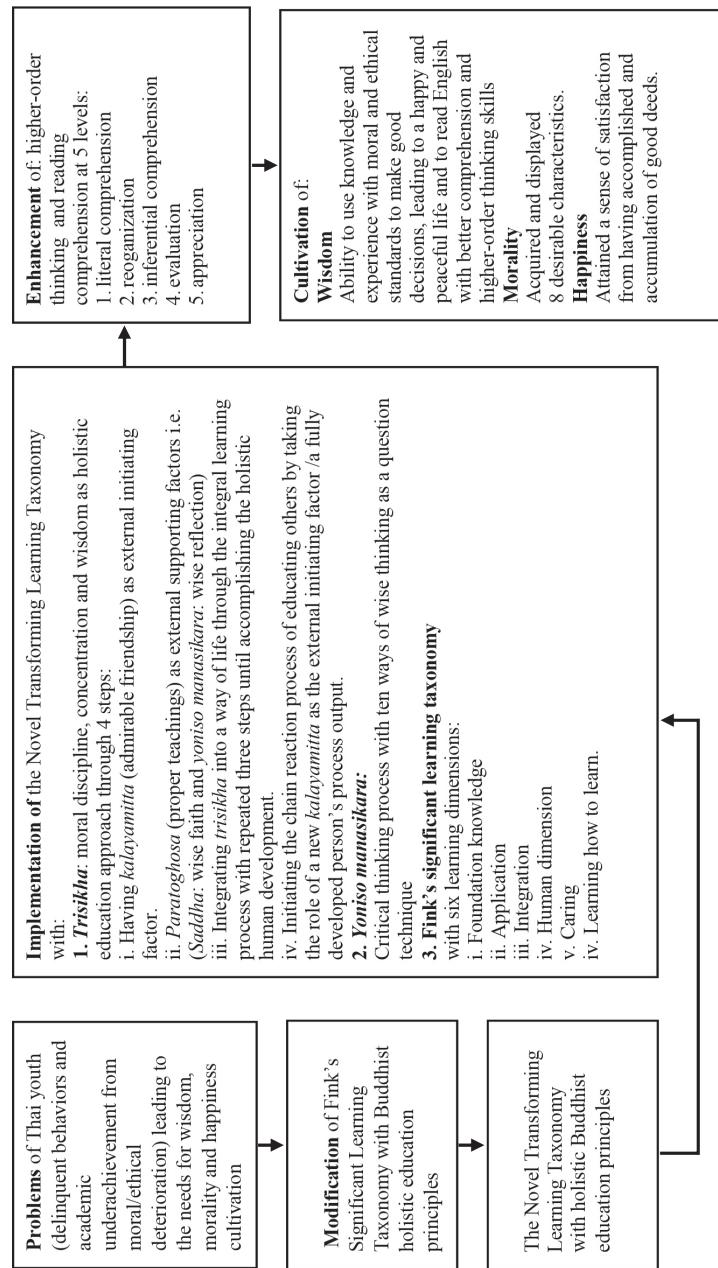 Problems of Thai youth
(delinquent behaviors and
academic
underachievement from
moral/ethical
deterioration) leading to
the needs for wisdom,
morality and happiness
cultivation
Modification of Fink's
Significant Learning
Taxonomy with Buddhist
holistic education
principles
The Novel Transforming
Learning Taxonomy
with holistic Buddhist
education principles
Implementation of the Novel Transforming Learning Taxonomy
with:
1. Trisikha: moral discipline, concentration and wisdom as holistic
education approach through 4 steps:
i. Having kalayamitta (admirable friendship) as external initiating
factor.
ii. Paratoghosa (proper teachings) as external supporting factors i.e.
(Saddha: wise faith and yoniso manasikara: wise reflection)
iii. Integrating trisikha into a way of life through the integral learning
process with repeated three steps until accomplishing the holistic
human development.
iv. Initiating the chain reaction process of educating others by taking
the role of a new kalayamitta as the external initiating factor /a fully
developed person's process output.
2. Yoniso manasikara:
Critical thinking process with ten ways of wise thinking as a question
technique
3. Fink's significant learning taxonomy
with six learning dimensions:
i. Foundation knowledge
ii. Application
iii. Integration
iv. Human dimension
v. Caring
iv. Learning how to learn.
Enhancement of: higher-order
thinking and reading
comprehension at 5 levels:
1. literal comprehension
2. reoganization
3. inferential comprehension
4. evaluation
5. appreciation
Cultivation of:
Wisdom
Ability to use knowledge and
experience with moral and ethical
standards to make good
decisions, leading to a happy and
peaceful life and to read English
with better comprehension and
higher-order thinking skills
Morality
Acquired and displayed
8 desirable characteristics.
Happiness
Attained a sense of satisfaction
from having accomplished and
accumulation of good deeds.